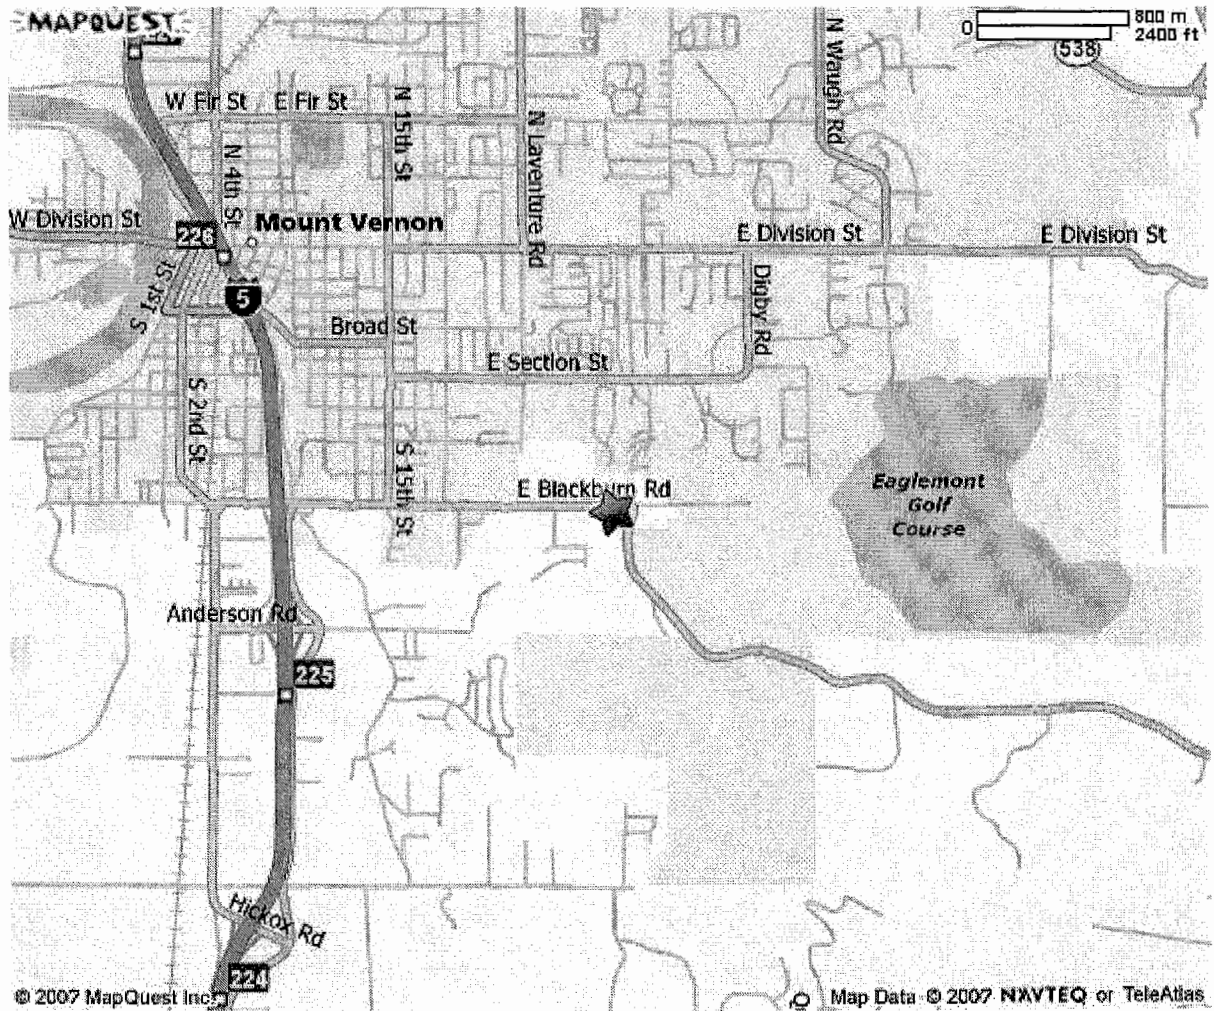 MAPQUEST
0
800 m
2400 ft
538
N Waugh Rd
W Fir St
E Fir St
N 15th St
N Laventure Rd
N 4th St
W Division St
226
Mount Vernon
E Division St
E Division St
S 1st St
5
Digby Rd
Broad St
E Section St
S 2nd St
S 15th St
E Blackburn Rd
Eaglemont
Golf
Course
Anderson Rd
225
Hickox Rd
224
© 2007 MapQuest Inc.
Map Data © 2007 NAVTEQ or TeleAtlas